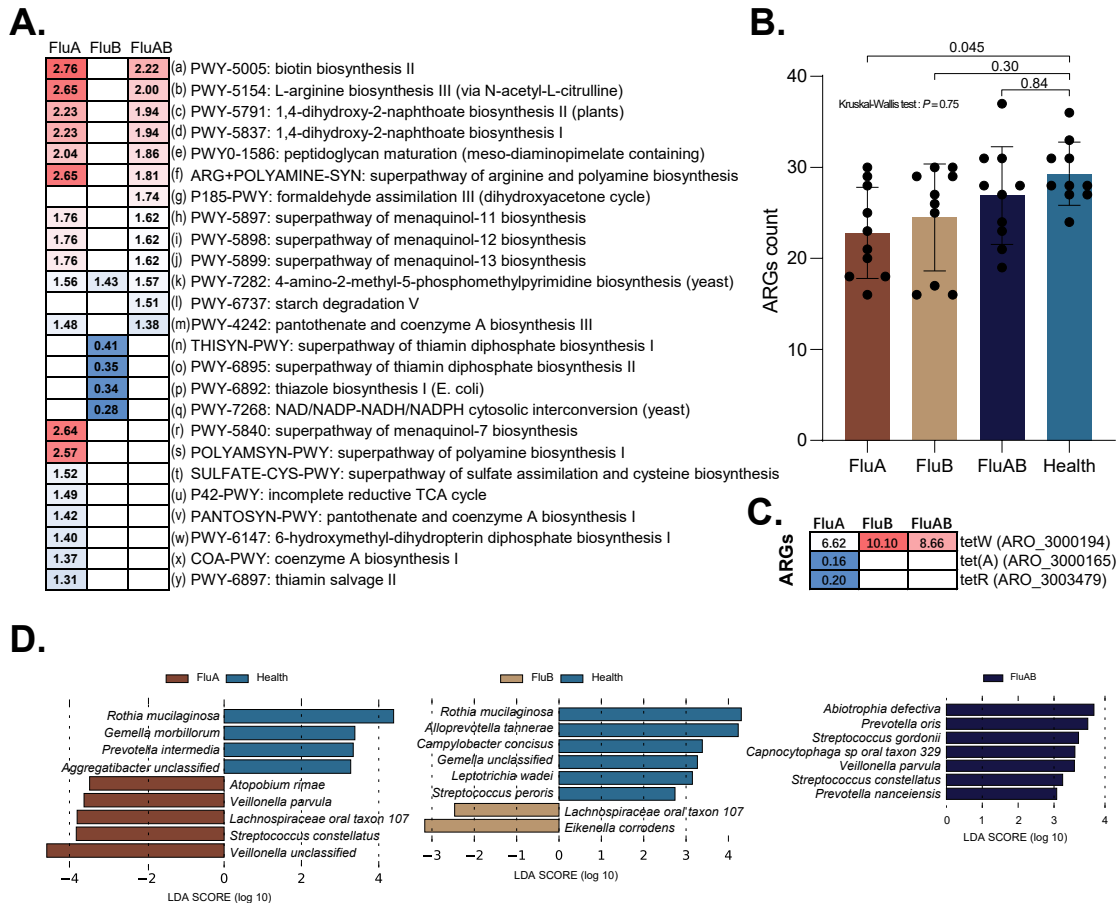 A.
FluA FluB FluAB
2.76 2.22 (a) PWY-5005: biotin biosynthesis II
2.65 2.00 (b) PWY-5154: L-arginine biosynthesis III (via N-acetyl-L-citrulline)
2.23 1.94 (c) PWY-5791: 1,4-dihydroxy-2-naphthoate biosynthesis II (plants)
2.23 1.94 (d) PWY-5837: 1,4-dihydroxy-2-naphthoate biosynthesis I
2.04 1.86 (e) PWY0-1586: peptidoglycan maturation (meso-diaminopimelate containing)
2.65 1.81 (f) ARG+POLYAMINE-SYN: superpathway of arginine and polyamine biosynthesis
1.74 (g) P185-PWY: formaldehyde assimilation III (dihydroxyacetone cycle)
1.76 1.62 (h) PWY-5897: superpathway of menaquinol-11 biosynthesis
1.76 1.62 (i) PWY-5898: superpathway of menaquinol-12 biosynthesis
1.76 1.62 (j) PWY-5899: superpathway of menaquinol-13 biosynthesis
1.56 1.43 1.57 (k) PWY-7282: 4-amino-2-methyl-5-phosphomethylpyrimidine biosynthesis (yeast)
1.51 (l) PWY-6737: starch degradation V
1.48 1.38 (m) PWY-4242: pantothenate and coenzyme A biosynthesis III
0.41 (n) THISYN-PWY: superpathway of thiamin diphosphate biosynthesis I
0.35 (o) PWY-6895: superpathway of thiamin diphosphate biosynthesis II
0.34 (p) PWY-6892: thiazole biosynthesis I (E. coli)
0.28 (q) PWY-7268: NAD/NADP-NADH/NADPH cytosolic interconversion (yeast)
2.64 (r) PWY-5840: superpathway of menaquinol-7 biosynthesis
2.57 (s) POLYAMSYN-PWY: superpathway of polyamine biosynthesis I
1.52 (t) SULFATE-CYS-PWY: superpathway of sulfate assimilation and cysteine biosynthesis
1.49 (u) P42-PWY: incomplete reductive TCA cycle
1.42 (v) PANTOSYN-PWY: pantothenate and coenzyme A biosynthesis I
1.40 (w) PWY-6147: 6-hydroxymethyl-dihydropterin diphosphate biosynthesis I
1.37 (x) COA-PWY: coenzyme A biosynthesis I
1.31 (y) PWY-6897: thiamin salvage II
B.
0.045
0.30
0.84
Kruskal-Wallis test : P = 0.75
ARGs count
40
30
20
10
0
FluA FluB FluAB Health
C.
FluA FluB FluAB
ARGs
6.62 10.10 8.66 tetW (ARO_3000194)
0.16 tet(A) (ARO_3000165)
0.20 tetR (ARO_3003479)
D.
FluA Health
Rothia mucilaginosa
Gemella morbillorum
Prevotella intermedia
Aggregatibacter unclassified
Atopobium rimae
Veillonella parvula
Lachnospiraceae oral taxon 107
Streptococcus constellatus
Veillonella unclassified
−4 −2 0 2 4
LDA SCORE (log 10)
FluB Health
Rothia mucilaginosa
Alloprevotella tannerae
Campylobacter concisus
Gemella unclassified
Leptotrichia wadei
Streptococcus peroris
Lachnospiraceae oral taxon 107
Eikenella corrodens
−3 −2 −1 0 1 2 3 4
LDA SCORE (log 10)
FluAB
Abiotrophia defectiva
Prevotella oris
Streptococcus gordonii
Capnocytophaga sp oral taxon 329
Veillonella parvula
Streptococcus constellatus
Prevotella nanceiensis
0 1 2 3 4
LDA SCORE (log 10)